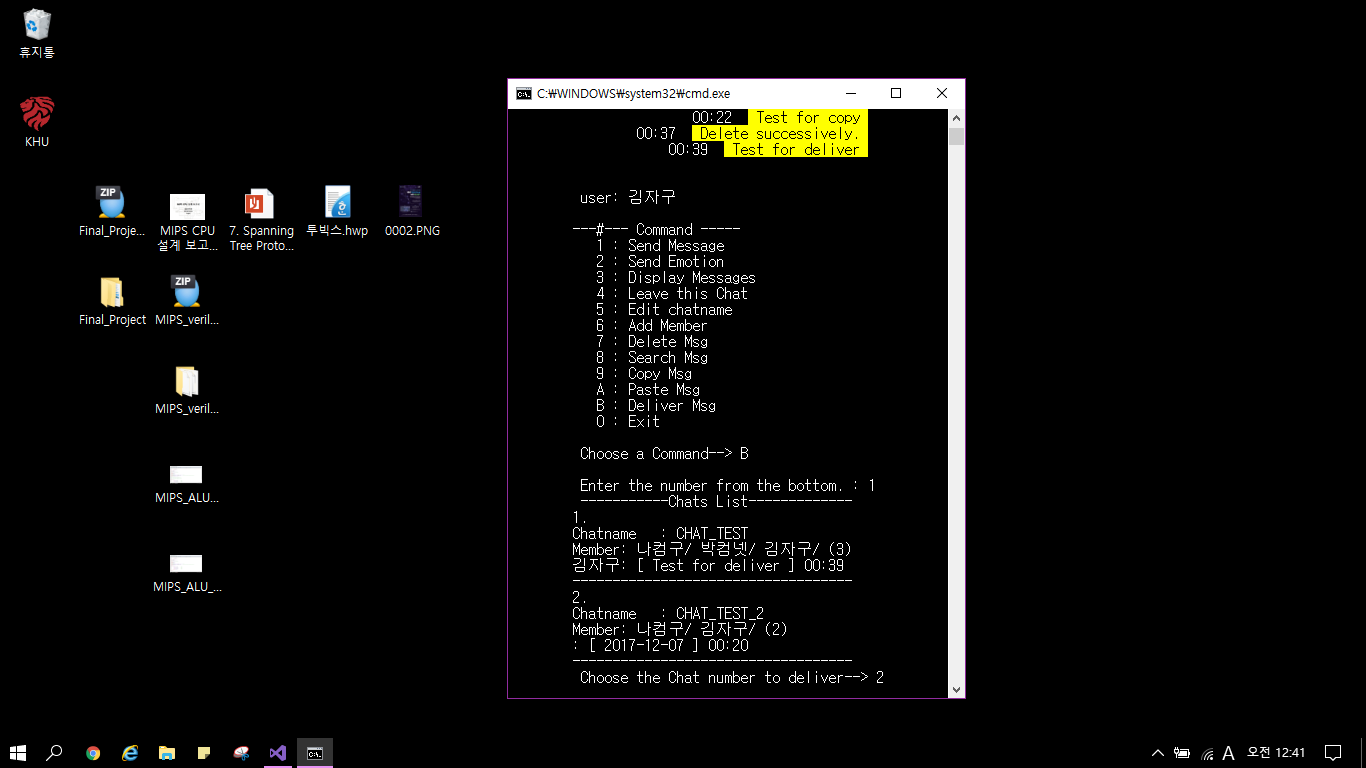 휴지통
KHU
Final_Proje...
MIPS CPU
설계 보고...
7. Spanning
Tree Proto...
투빅스.hwp
0002.PNG
Final_Project
MIPS_veril...
MIPS_veril...
MIPS_ALU...
MIPS_ALU_...
C:₩WINDOWS₩system32₩cmd.exe
00:22 Test for copy
00:37 Delete successively.
00:39 Test for deliver
user: 김자구
---#--- Command -----
1 : Send Message
2 : Send Emotion
3 : Display Messages
4 : Leave this Chat
5 : Edit chatname
6 : Add Member
7 : Delete Msg
8 : Search Msg
9 : Copy Msg
A : Paste Msg
B : Deliver Msg
0 : Exit
Choose a Command--> B
Enter the number from the bottom. : 1
-----------Chats List-------------
1.
Chatname : CHAT_TEST
Member: 나컴구/ 박컴넷/ 김자구/ (3)
김자구: [ Test for deliver ] 00:39
-----------------------------------
2.
Chatname : CHAT_TEST_2
Member: 나컴구/ 김자구/ (2)
: [ 2017-12-07 ] 00:20
-----------------------------------
Choose the Chat number to deliver--> 2
A 오전 12:41